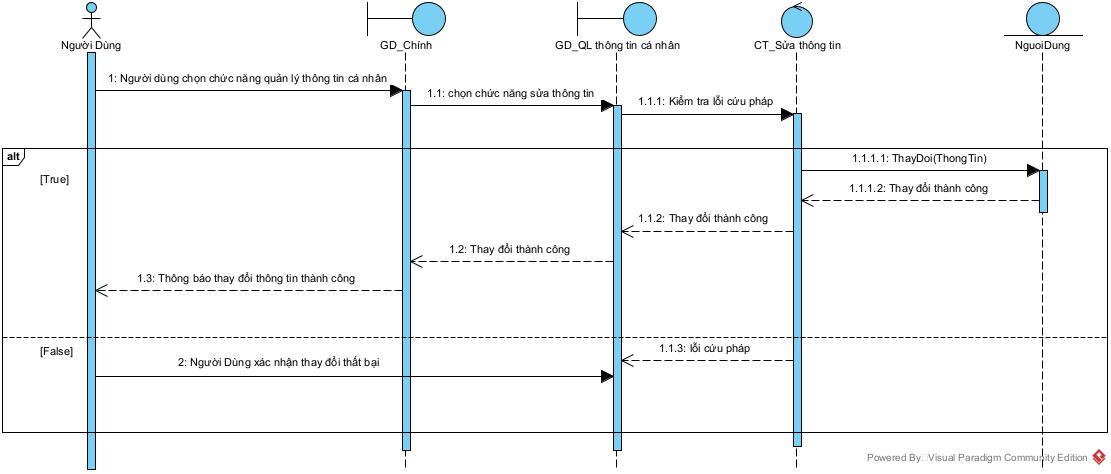 Người Dùng
GD_Chính
GD_QL thông tin cá nhân
CT_Sửa thông tin
NguoiDung
1: Người dùng chọn chức năng quản lý thông tin cá nhân
1.1: chọn chức năng sửa thông tin
1.1.1: Kiểm tra lỗi cứu pháp
alt
[True]
1.1.1.1: ThayDoi(ThongTin)
1.1.1.2: Thay đổi thành công
1.1.2: Thay đổi thành công
1.2: Thay đổi thành công
1.3: Thông báo thay đổi thông tin thành công
[False]
1.1.3: lỗi cứu pháp
2: Người Dùng xác nhận thay đổi thất bại
Powered By Visual Paradigm Community Edition